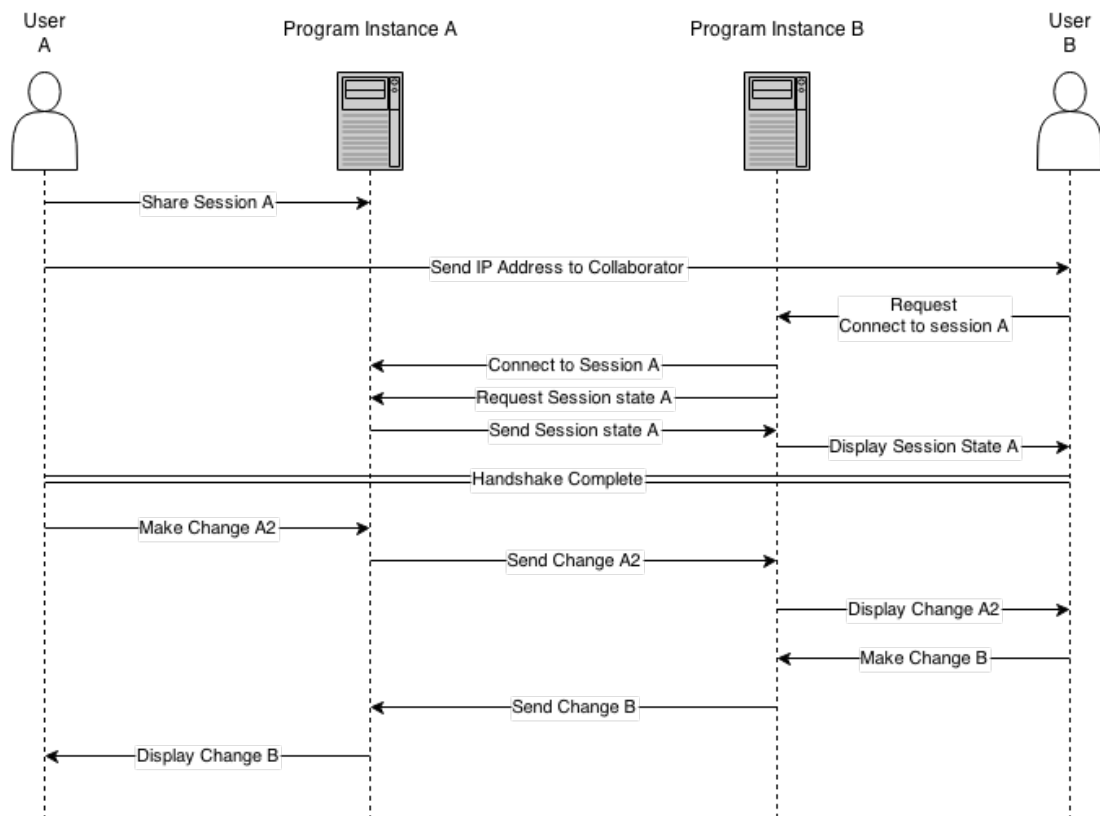 User
A
Program Instance A
Program Instance B
User
B
Share Session A
Send IP Address to Collaborator
Request
Connect to session A
Connect to Session A
Request Session state A
Send Session state A
Display Session State A
Handshake Complete
Make Change A2
Send Change A2
Display Change A2
Make Change B
Send Change B
Display Change B